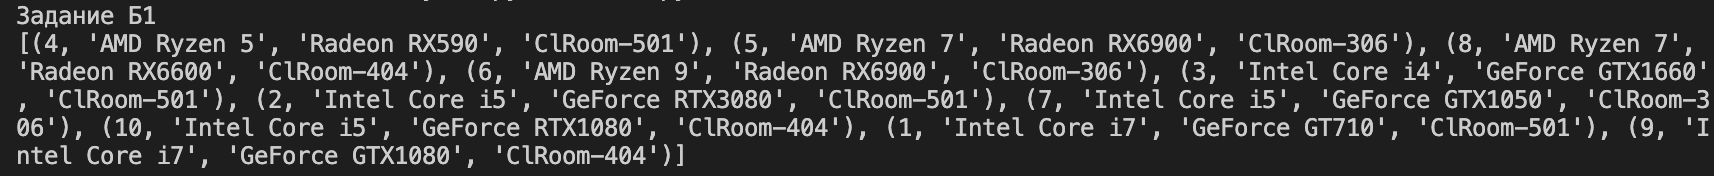 Задание Б1
[(4, 'AMD Ryzen 5', 'Radeon RX590', 'ClRoom-501'), (5, 'AMD Ryzen 7', 'Radeon RX6900', 'ClRoom-306'), (8, 'AMD Ryzen 7',
'Radeon RX6600', 'ClRoom-404'), (6, 'AMD Ryzen 9', 'Radeon RX6900', 'ClRoom-306'), (3, 'Intel Core i4', 'GeForce GTX1660'
, 'ClRoom-501'), (2, 'Intel Core i5', 'GeForce RTX3080', 'ClRoom-501'), (7, 'Intel Core i5', 'GeForce GTX1050', 'ClRoom-3
06'), (10, 'Intel Core i5', 'GeForce RTX1080', 'ClRoom-404'), (1, 'Intel Core i7', 'GeForce GT710', 'ClRoom-501'), (9, 'I
ntel Core i7', 'GeForce GTX1080', 'ClRoom-404')]